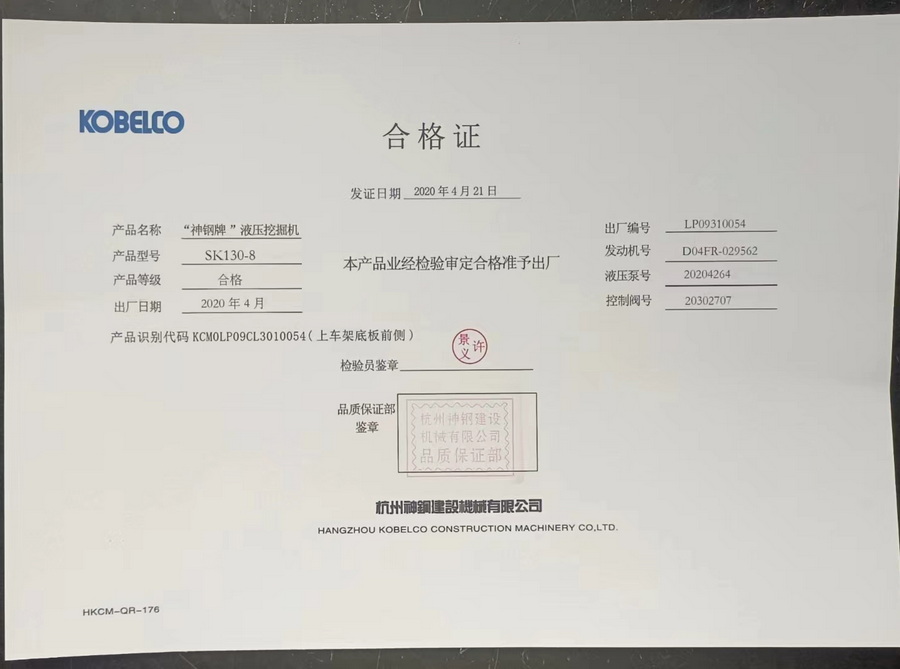 KOBELCO
合格证
发证日期 2020 年 4 月 21 日
产品名称 “神钢牌 ”液压挖掘机
产品型号 SK130-8
产品等级 合格
出厂日期 2020 年 4 月
本产品业经检验审定合格准予出厂
出厂编号 LP09310054
发动机号 D04FR-029562
液压泵号 20204264
控制阀号 20302707
产品识别代码 KCM0LP09CL3010054( 上车架底板前侧 )
检验员鉴章
许
景义
品质保证部
鉴章
杭州神钢建设
机械有限公司
品质保证部
杭州神鋼建設機械有限公司
HANGZHOU KOBELCO CONSTRUCTION MACHINERY CO.,LTD.
HKCM-QR-176